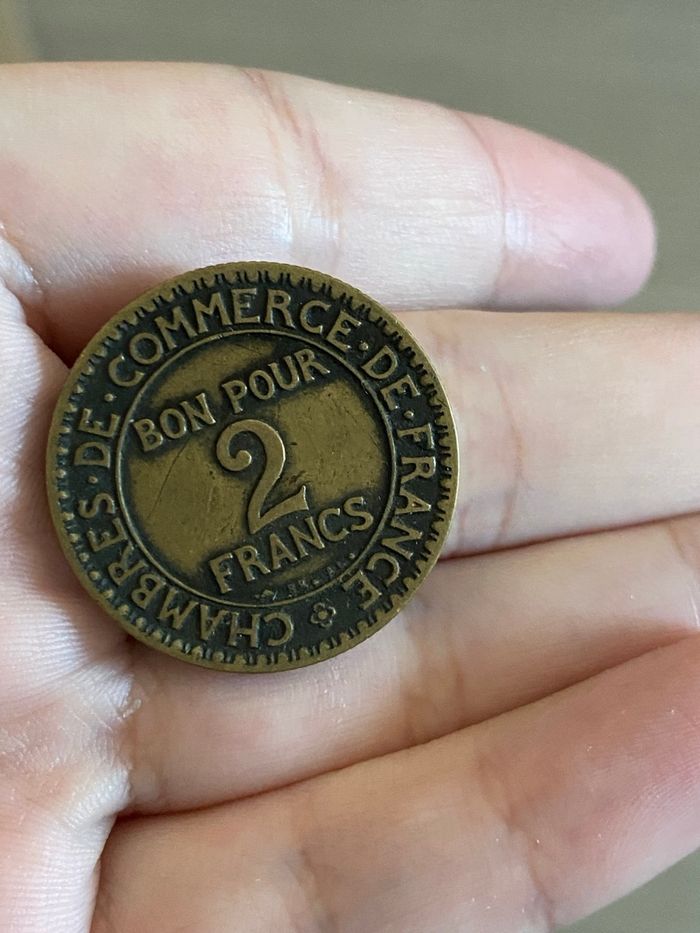 CHAMBRES · DE · COMMERCE · DE · FRANCE
BON POUR
2
FRANCS